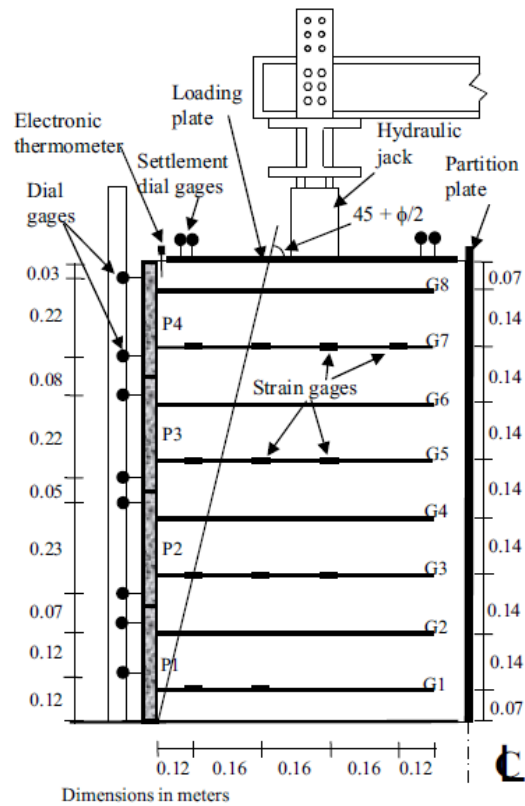 Loading
plate
Hydraulic
jack
Electronic
thermometer
Settlement
dial gages
Partition
plate
Dial
gages
45 + ϕ/2
0.03
0.22
0.08
0.22
0.05
0.23
0.07
0.12
0.12
P4
P3
P2
P1
Strain gages
G8
G7
G6
G5
G4
G3
G2
G1
0.07
0.14
0.14
0.14
0.14
0.14
0.14
0.14
0.07
0.12 0.16 0.16 0.16 0.12
℄
Dimensions in meters